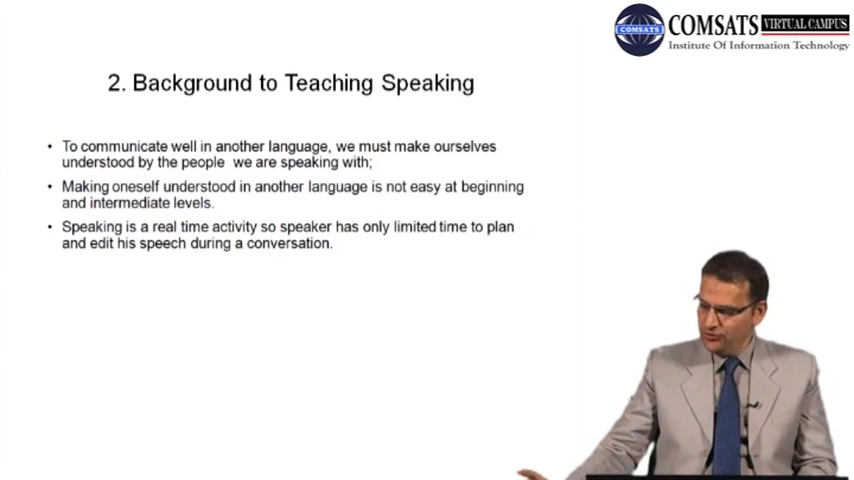 COMSATS VIRTUAL CAMPUS
COMSATS
Institute Of Information Technology
2. Background to Teaching Speaking
• To communicate well in another language, we must make ourselves
understood by the people we are speaking with;
• Making oneself understood in another language is not easy at beginning
and intermediate levels.
• Speaking is a real time activity so speaker has only limited time to plan
and edit his speech during a conversation.